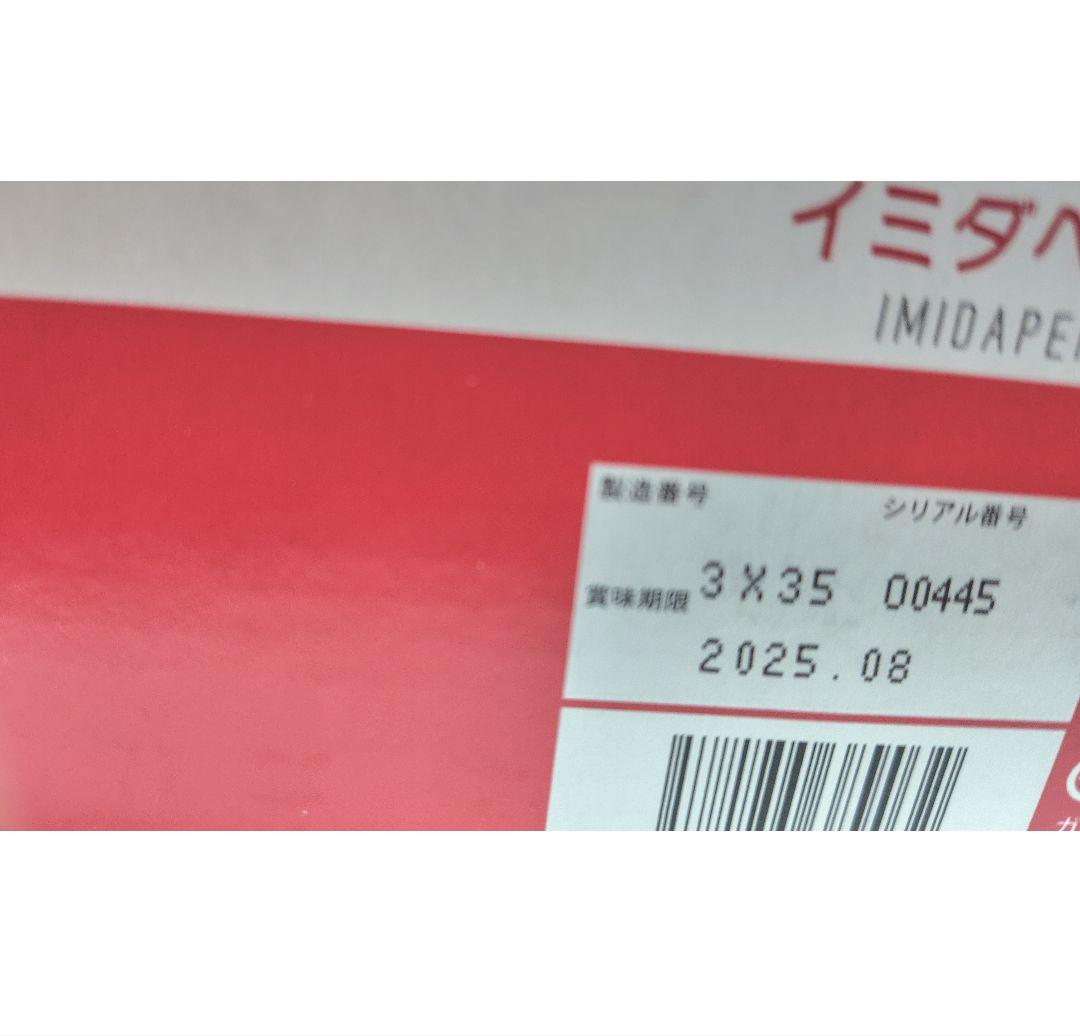 イミダペ
IMIDAPE
製造番号 シリアル番号
3X35 00445
賞味期限
2025.08